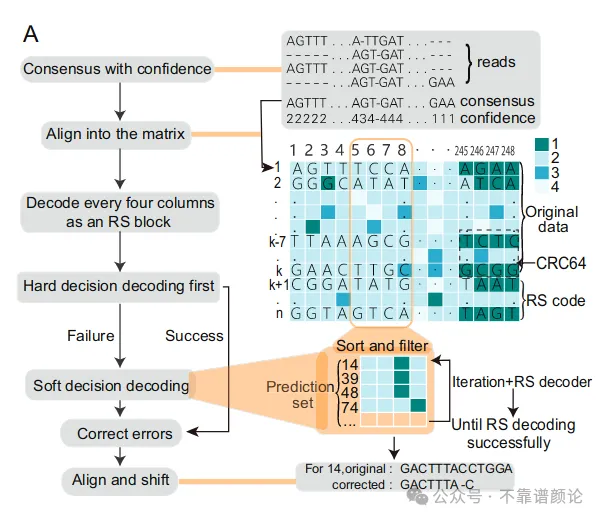 A
Consensus with confidence
Align into the matrix
Decode every four columns
as an RS block
Hard decision decoding first
Failure
Success
Soft decision decoding
Correct errors
Align and shift
AGTTT ...A-TTGAT...---
----- ...AGT-GAT...---
AGTTT ...AGT-GAT...---
----- ...AGT-GAT...GAA
reads
AGTTT ...AGT-GAT...GAA consensus
22222 ...434-444...111 confidence
1 2 3 4 5 6 7 8 · · · 245 246 247 248
1 A G T T T C C A · · · A G A A
2 G G G C A T A T · · · A T C A
k-7 T T A A A G C G · · · T C T C
k G A A C T T G C · · · G C G G
k+1 C G G A T A T G · · · T A A T
n G G T A G T C A · · · T A G T
1
2
3
4
Original
data
CRC64
RS code
Sort and filter
Prediction
set
14
39
48
74
...
Iteration+RS decoder
Until RS decoding
successfully
For 14,original : GACTTTACCTGGA
corrected : GACTTTA-C
公众号 · 不靠谱颜论